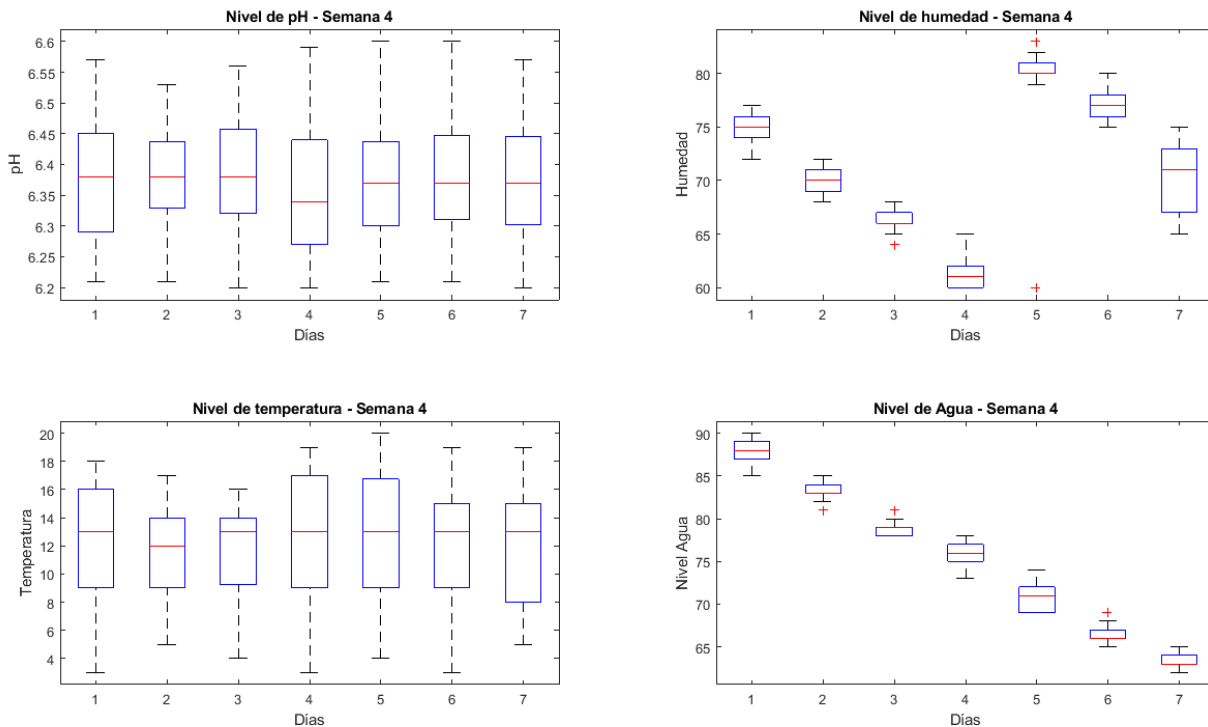 Nivel de pH - Semana 4
6.6
6.55
6.5
6.45
6.4
6.35
6.3
6.25
6.2
pH
1 2 3 4 5 6 7
Dias
Nivel de humedad - Semana 4
80
75
70
65
60
Humedad
1 2 3 4 5 6 7
Dias
Nivel de temperatura - Semana 4
20
18
16
14
12
10
8
6
4
Temperatura
1 2 3 4 5 6 7
Dias
Nivel de Agua - Semana 4
90
85
80
75
70
65
Nivel Agua
1 2 3 4 5 6 7
Dias